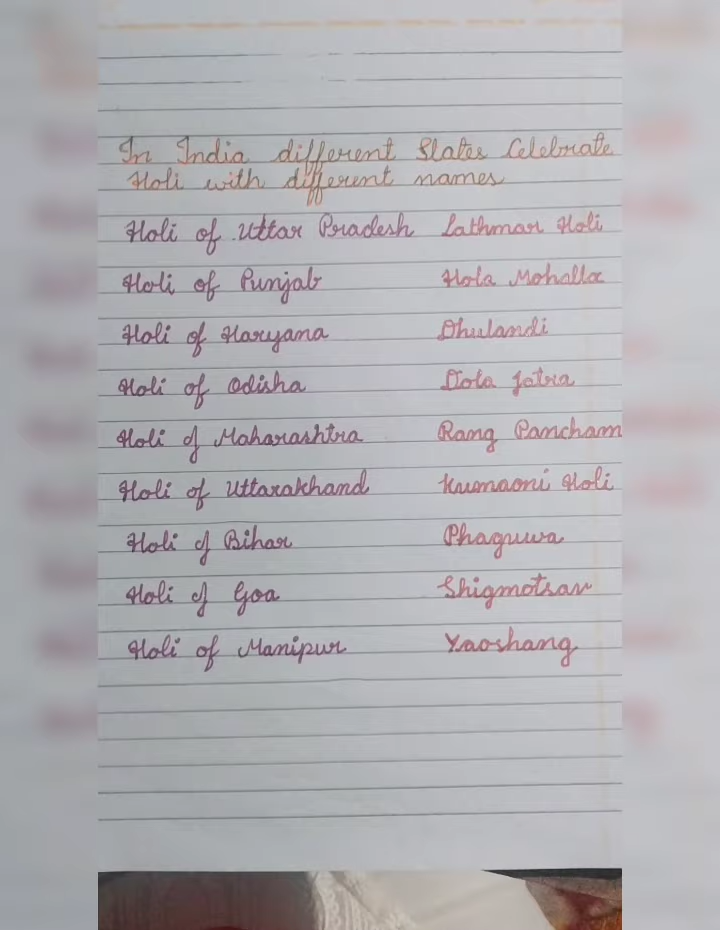 In India different States Celebrate
Holi with different names
Holi of Uttar Pradesh Lathmar Holi
Holi of Punjab Hola Mohalla
Holi of Haryana Dhulandi
Holi of Odisha Dola Jatra
Holi of Maharashtra Rang Pancham
Holi of Uttarakhand Kumaoni Holi
Holi of Bihar Phaguwa
Holi of Goa Shigmotsav
Holi of Manipur Yaoshang